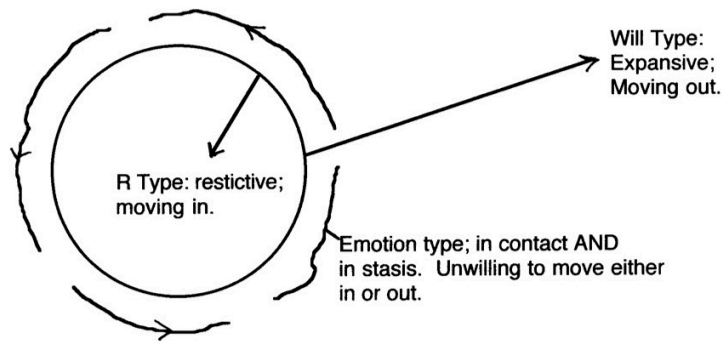 Will Type:
Expansive;
Moving out.
R Type: restictive;
moving in.
Emotion type; in contact AND
in stasis. Unwilling to move either
in or out.